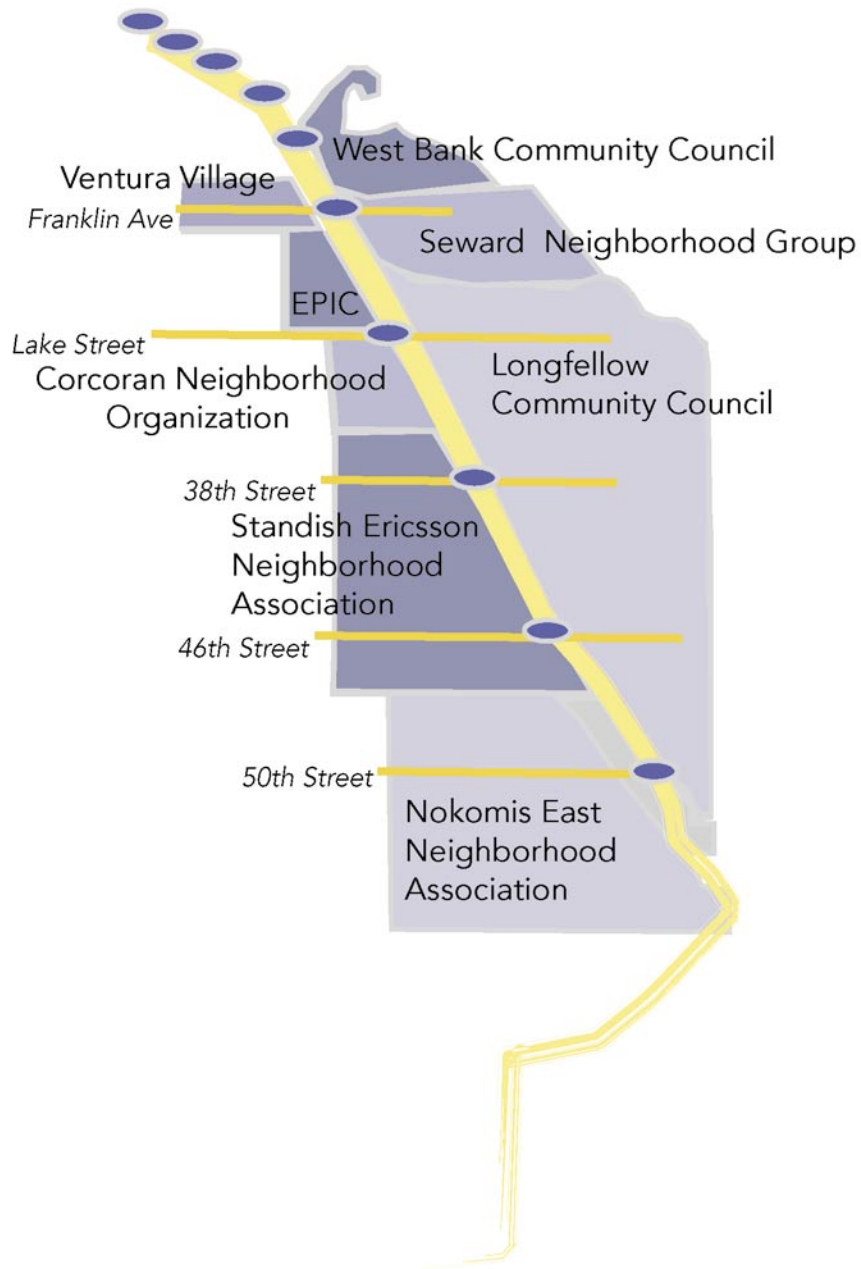 West Bank Community Council
Ventura Village
Franklin Ave
Seward Neighborhood Group
EPIC
Lake Street
Corcoran Neighborhood
Organization
Longfellow
Community Council
38th Street
Standish Ericsson
Neighborhood
Association
46th Street
50th Street
Nokomis East
Neighborhood
Association